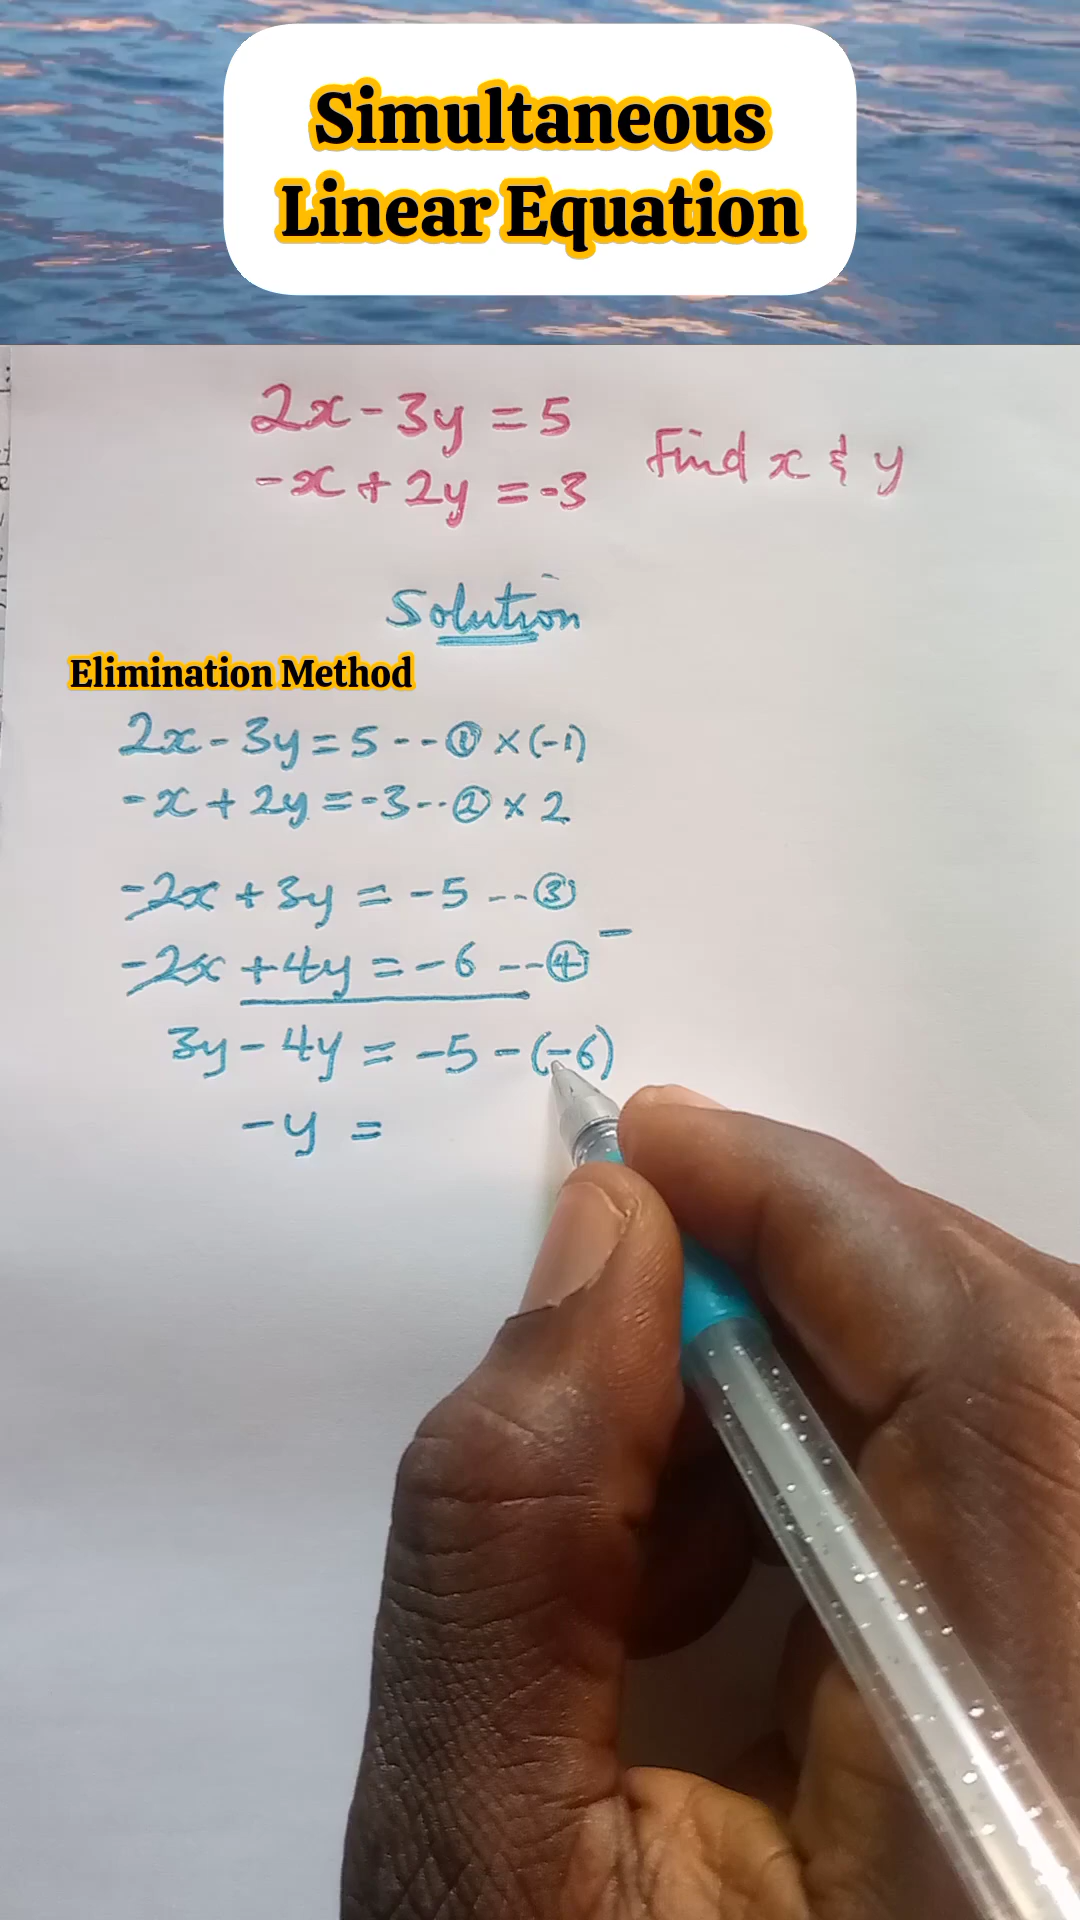 Simultaneous
Linear Equation
2x - 3y = 5
-x + 2y = -3
Find x & y
Solution
Elimination Method
2x - 3y = 5 --- ① × (-1)
-x + 2y = -3 --- ② × 2
-2x + 3y = -5 --- ③
-2x + 4y = -6 --- ④
-
3y - 4y = -5 - (-6)
-y =